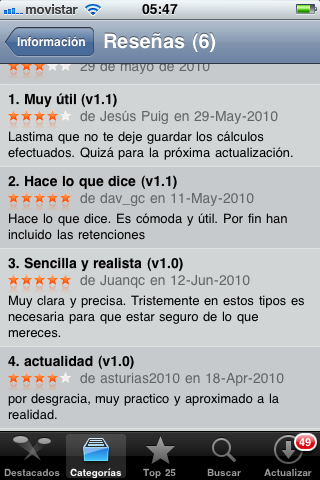 movistar 05:47
Información Reseñas (6)
29 de mayo de 2010
1. Muy útil (v1.1)
de Jesús Puig en 29-May-2010
Lastima que no te deje guardar los cálculos
efectuados. Quizá para la próxima actualización.
2. Hace lo que dice (v1.1)
de dav_gc en 11-May-2010
Hace lo que dice. Es cómoda y útil. Por fin han
incluido las retenciones
3. Sencilla y realista (v1.0)
de Juanqc en 12-Jun-2010
Muy clara y precisa. Tristemente en estos tipos es
necesaria para que estar seguro de lo que
mereces.
4. actualidad (v1.0)
de asturias2010 en 18-Apr-2010
por desgracia, muy practico y aproximado a la
realidad.
49
Destacados Categorías Top 25 Buscar Actualizar